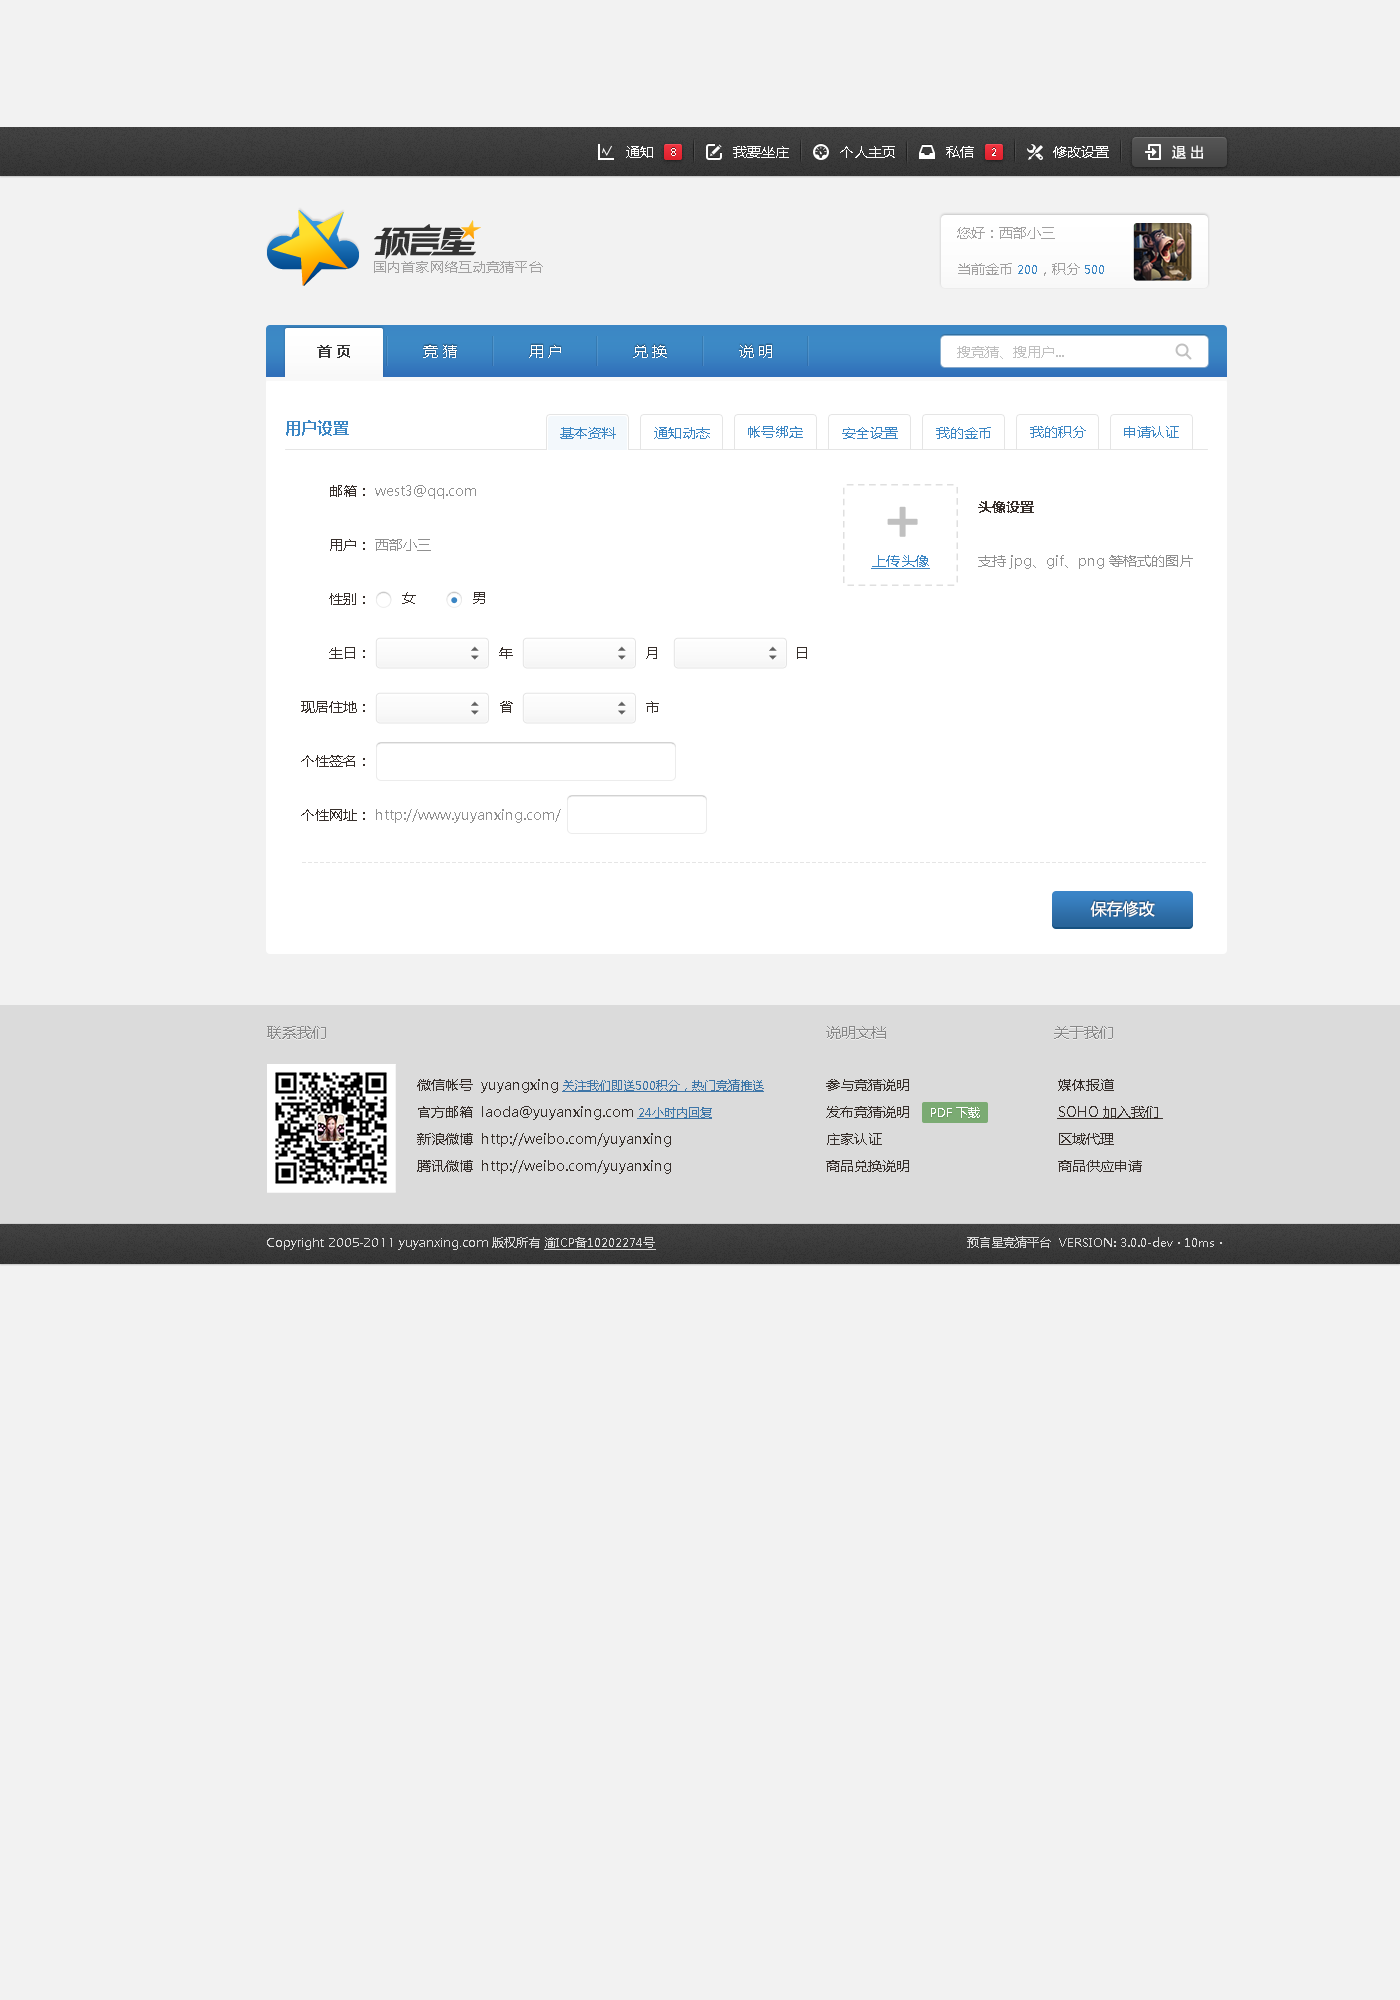 通知 8 我要坐庄 个人主页 私信 2 修改设置 退 出
预言星
国内首家网络互动竞猜平台
您好：西部小三
当前金币 200，积分 500
首 页 竞 猜 用 户 兑 换 说 明 搜竞猜、搜用户...
用户设置 基本资料 通知动态 帐号绑定 安全设置 我的金币 我的积分 申请认证
邮箱： west3@qq.com
头像设置
用户： 西部小三
上传头像 支持 jpg、gif、png 等格式的图片
性别： 女 男
生日： 年 月 日
现居住地： 省 市
个性签名：
个性网址： http://www.yuyanxing.com/
保存修改
联系我们 说明文档 关于我们
微信帐号 yuyangxing 关注我们即送500积分，热门竞猜推送 参与竞猜说明 媒体报道
官方邮箱 laoda@yuyanxing.com 24小时内回复 发布竞猜说明 PDF 下载 SOHO 加入我们
新浪微博 http://weibo.com/yuyanxing 庄家认证 区域代理
腾讯微博 http://weibo.com/yuyanxing 商品兑换说明 商品供应申请
Copyright 2005-2011 yuyanxing.com 版权所有 渝ICP备10202274号 预言星竞猜平台 VERSION: 3.0.0-dev · 10ms ·